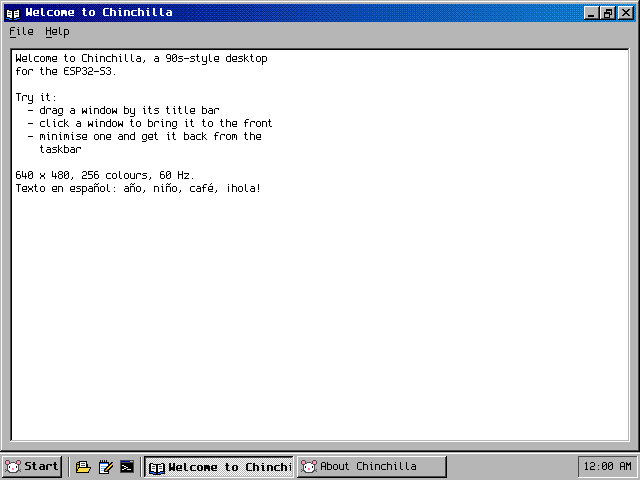 Welcome to Chinchilla
File Help
Welcome to Chinchilla, a 90s-style desktop
for the ESP32-S3.
Try it:
- drag a window by its title bar
- click a window to bring it to the front
- minimise one and get it back from the
taskbar
640 x 480, 256 colours, 60 Hz.
Texto en español: año, niño, café, ¡hola!
Start Welcome to Chinchi About Chinchilla 12:00 AM